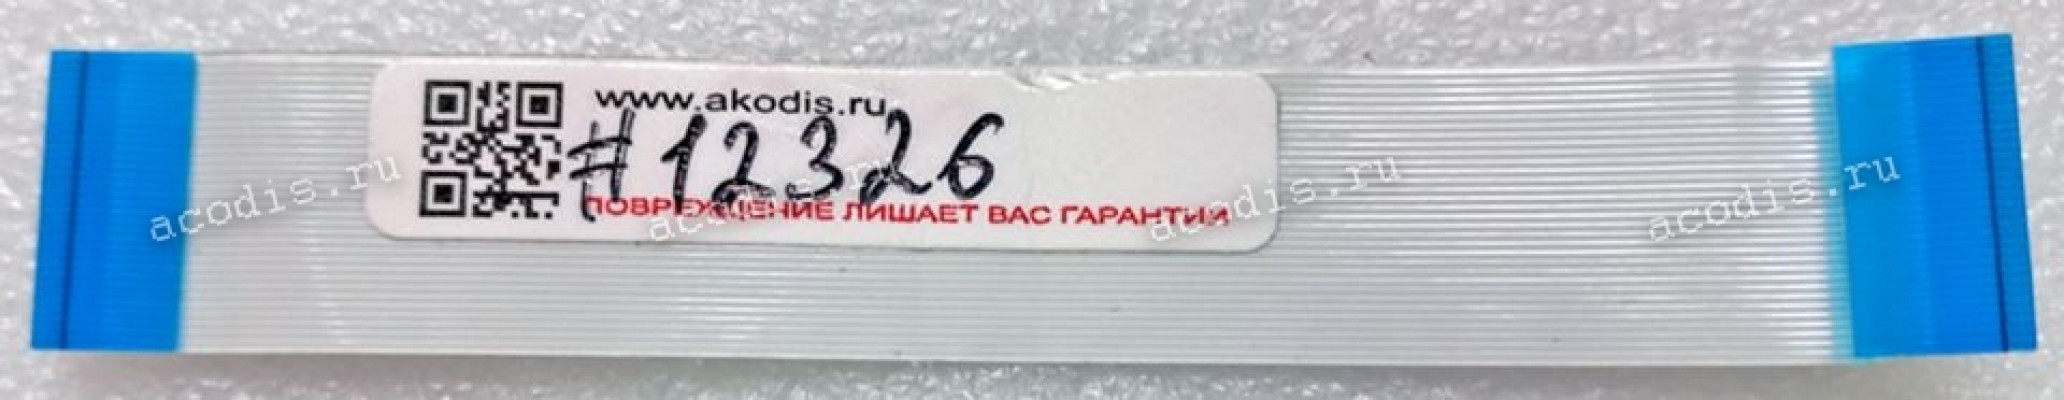 www.akodis.ru
#12326
ПОВРЕЖДЕНИЕ ЛИШАЕТ ВАС ГАРАНТИИ
acodis.ru acodis.ru acodis.ru acodis.ru